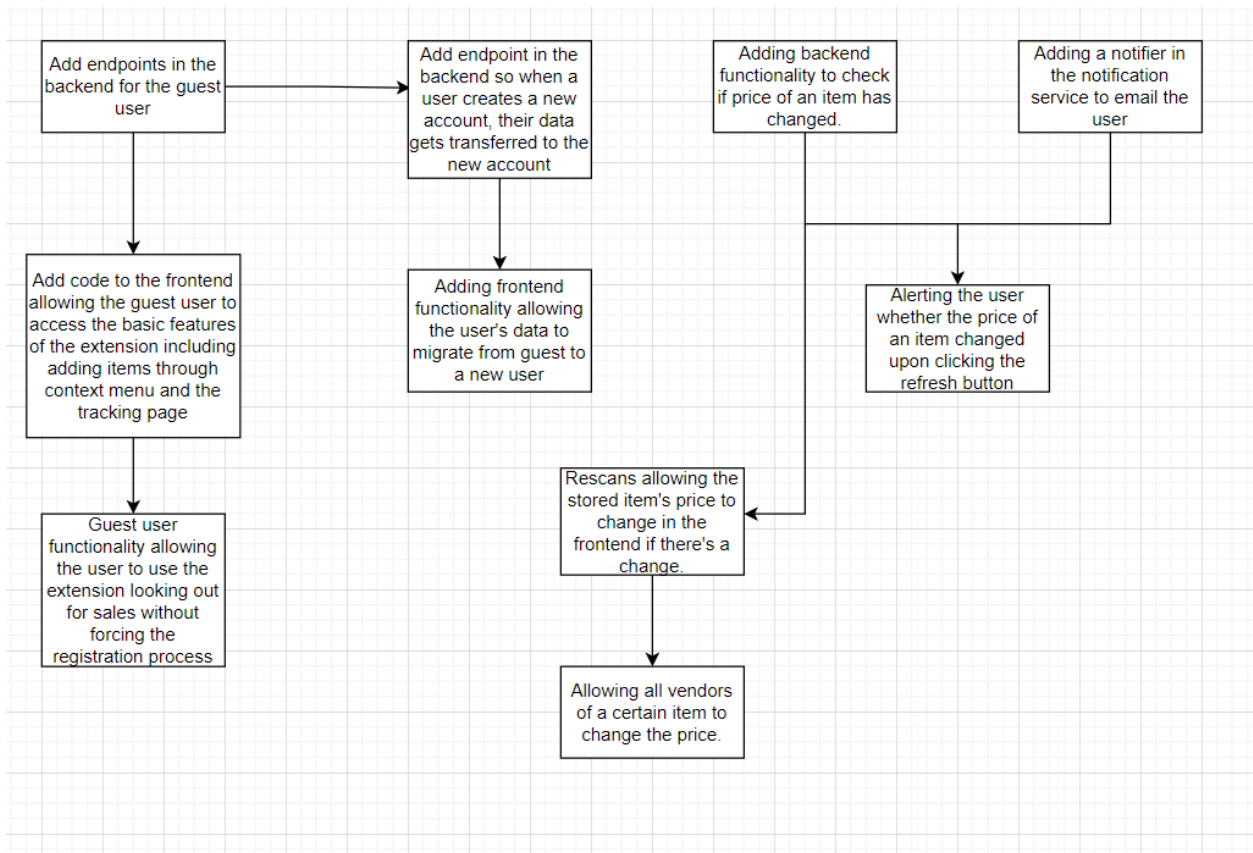 Add endpoints in the
backend for the guest
user
Add endpoint in the
backend so when a
user creates a new
account, their data
gets transferred to the
new account
Adding backend
functionality to check
if price of an item has
changed.
Adding a notifier in
the notification
service to email the
user
Add code to the frontend
allowing the guest user to
access the basic features
of the extension including
adding items through
context menu and the
tracking page
Adding frontend
functionality allowing
the user's data to
migrate from guest to
a new user
Alerting the user
whether the price of
an item changed
upon clicking the
refresh button
Rescans allowing the
stored item's price to
change in the
frontend if there's a
change.
Guest user
functionality allowing
the user to use the
extension looking out
for sales without
forcing the
registration process
Allowing all vendors
of a certain item to
change the price.